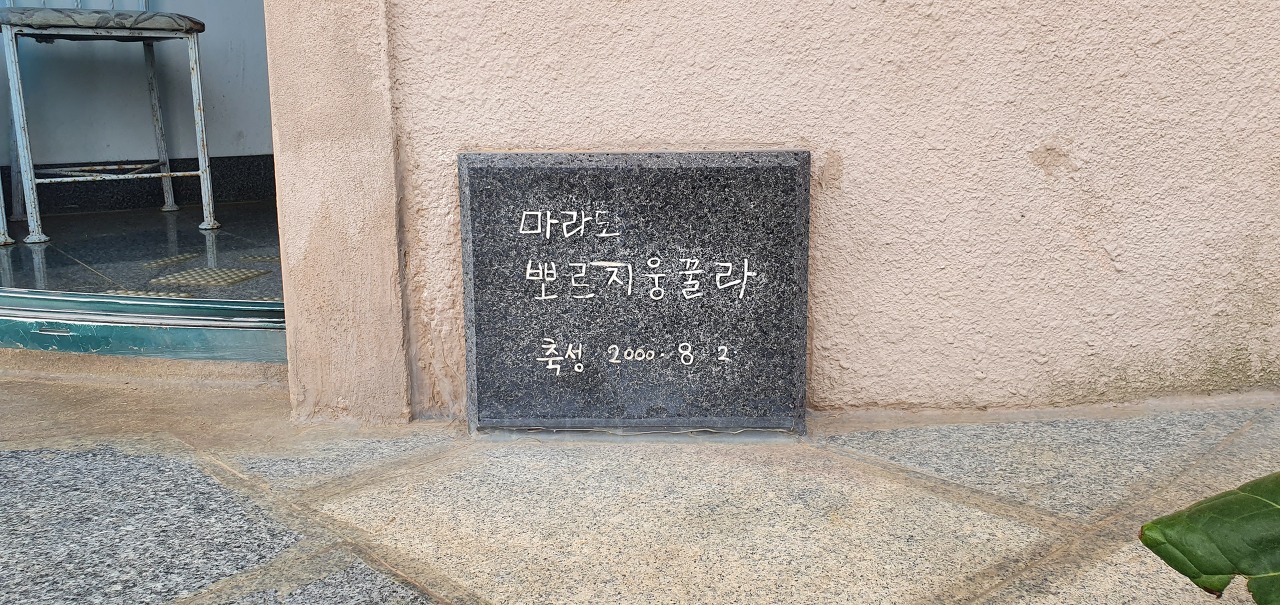 마라도
뽀르지웅꿀라
축성 2000. 8 2.